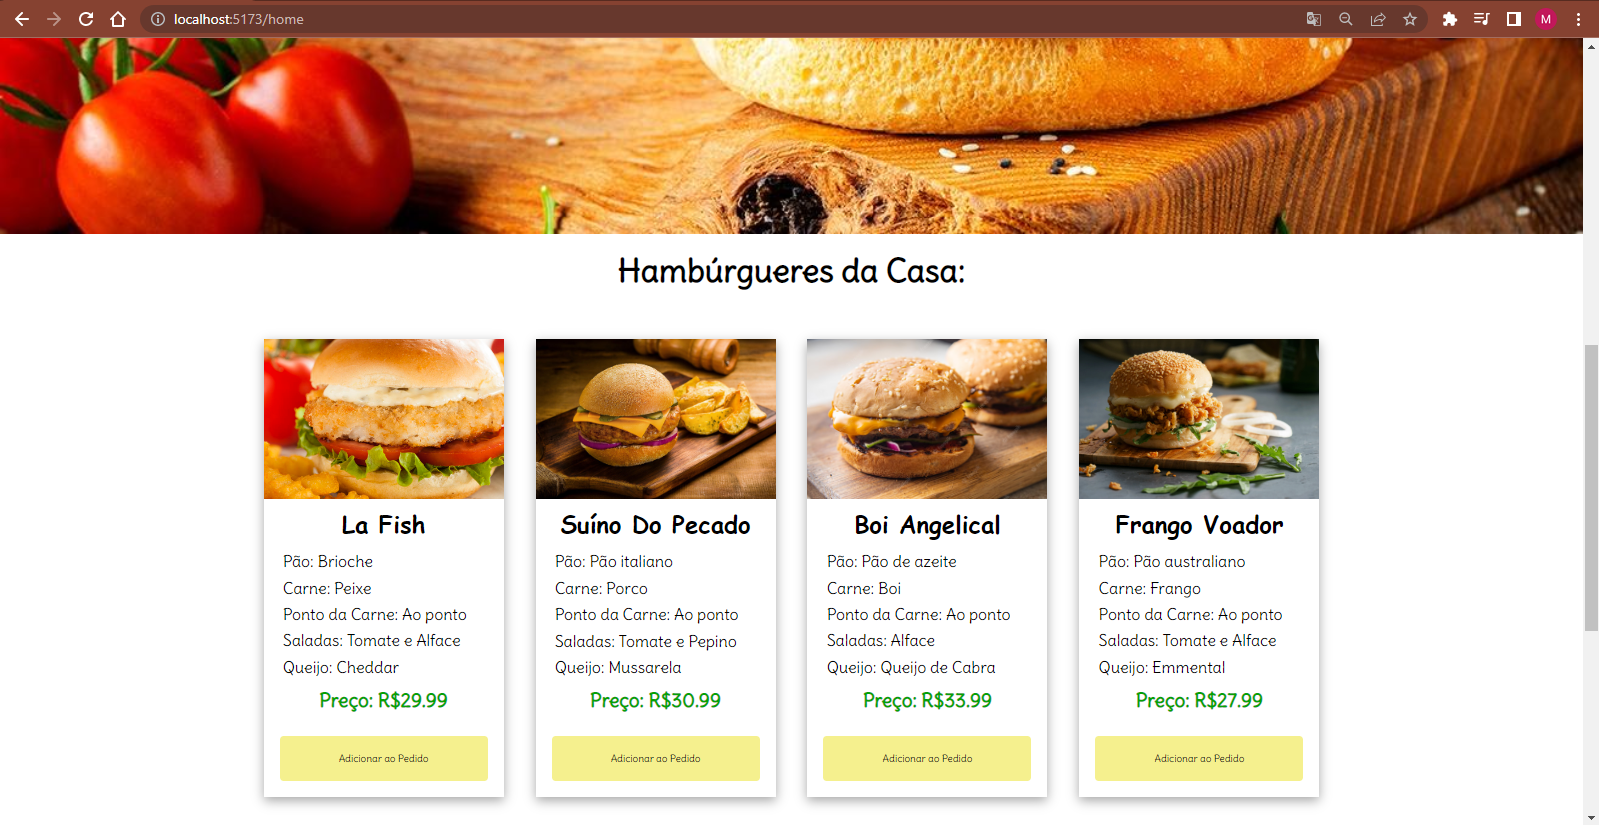 localhost:5173/home
M
Hambúrgueres da Casa:
La Fish
Pão: Brioche
Carne: Peixe
Ponto da Carne: Ao ponto
Saladas: Tomate e Alface
Queijo: Cheddar
Preço: R$29.99
Adicionar ao Pedido
Suíno Do Pecado
Pão: Pão italiano
Carne: Porco
Ponto da Carne: Ao ponto
Saladas: Tomate e Pepino
Queijo: Mussarela
Preço: R$30.99
Adicionar ao Pedido
Boi Angelical
Pão: Pão de azeite
Carne: Boi
Ponto da Carne: Ao ponto
Saladas: Alface
Queijo: Queijo de Cabra
Preço: R$33.99
Adicionar ao Pedido
Frango Voador
Pão: Pão australiano
Carne: Frango
Ponto da Carne: Ao ponto
Saladas: Tomate e Alface
Queijo: Emmental
Preço: R$27.99
Adicionar ao Pedido